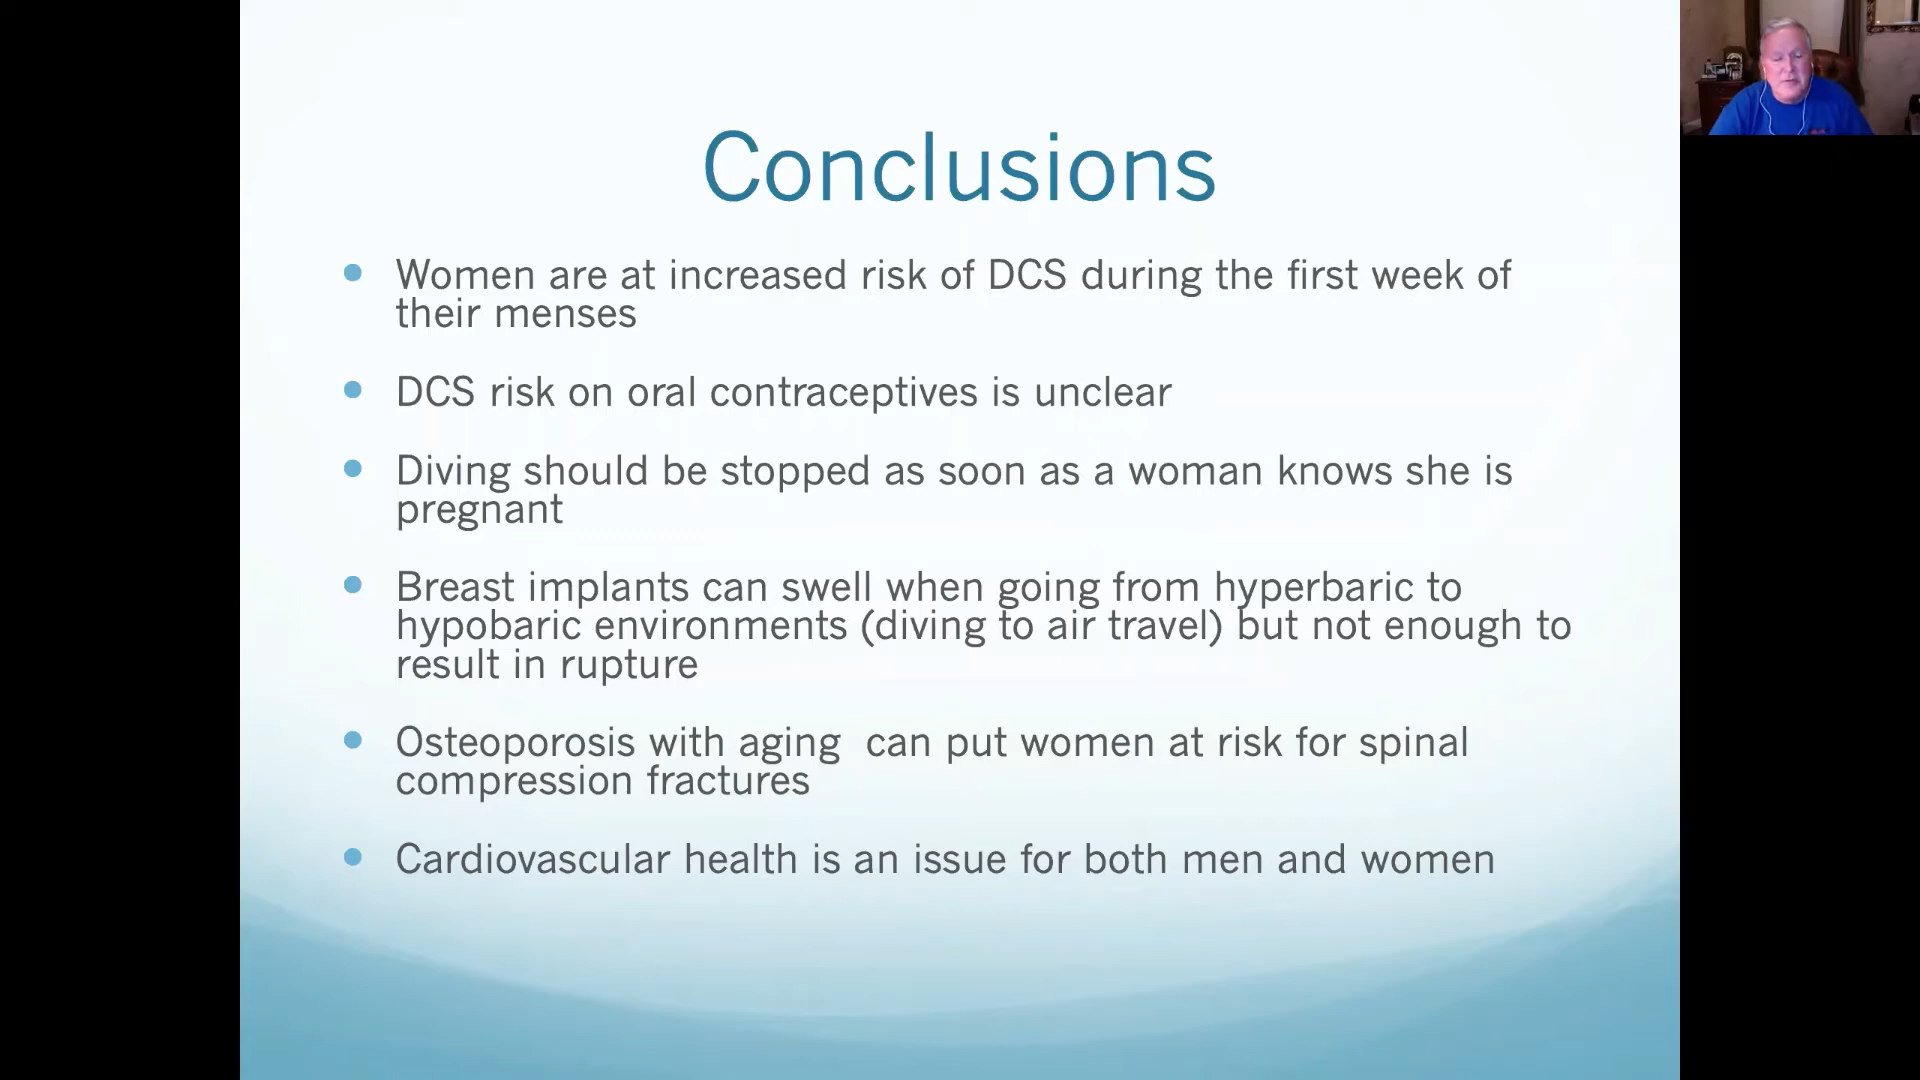 Conclusions
Women are at increased risk of DCS during the first week of
their menses
DCS risk on oral contraceptives is unclear
Diving should be stopped as soon as a woman knows she is
pregnant
Breast implants can swell when going from hyperbaric to
hypobaric environments (diving to air travel) but not enough to
result in rupture
Osteoporosis with aging  can put women at risk for spinal
compression fractures
Cardiovascular health is an issue for both men and women